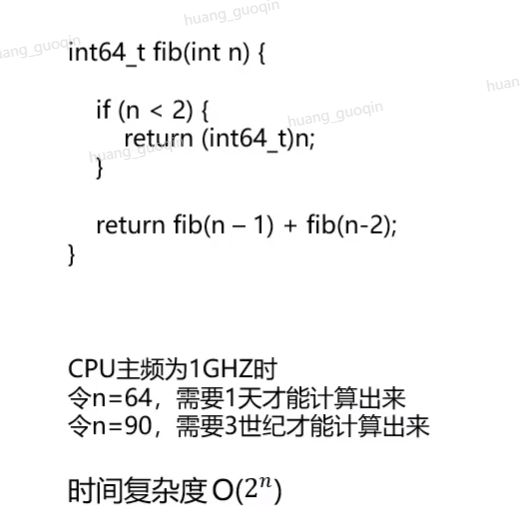 huang_guoqin
huang_guoqin
int64_t fib(int n) {
huang_guoqin
if (n < 2) {
return (int64_t)n;
huang_guoqin
}
return fib(n – 1) + fib(n-2);
}
CPU主频为1GHZ时
令n=64，需要1天才能计算出来
令n=90，需要3世纪才能计算出来
时间复杂度 O(2ⁿ)